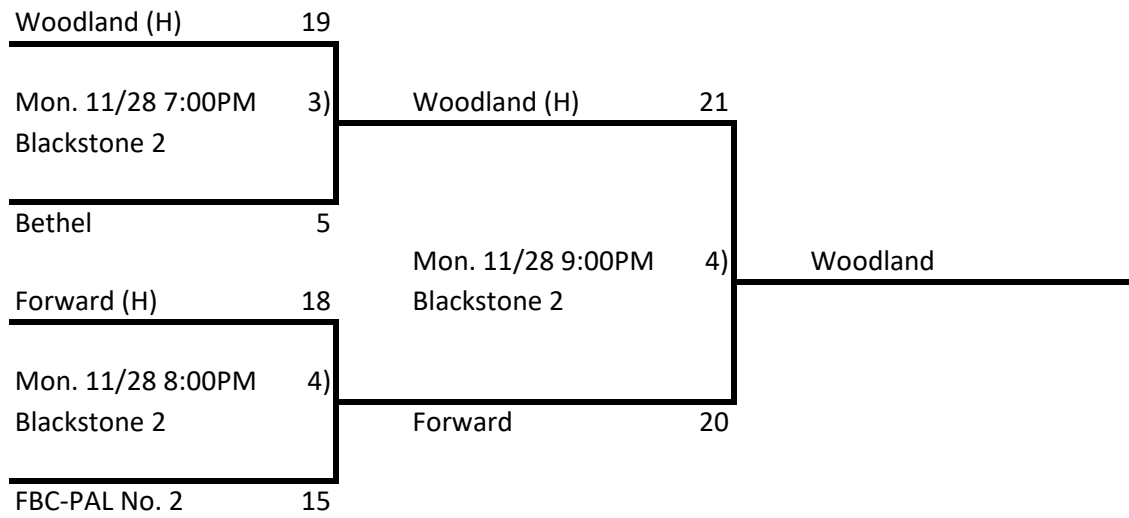 Woodland (H) 19
Mon. 11/28 7:00PM 3) Woodland (H) 21
Blackstone 2
Bethel 5
Mon. 11/28 9:00PM 4) Woodland
Forward (H) 18 Blackstone 2
Mon. 11/28 8:00PM 4)
Blackstone 2 Forward 20
FBC-PAL No. 2 15